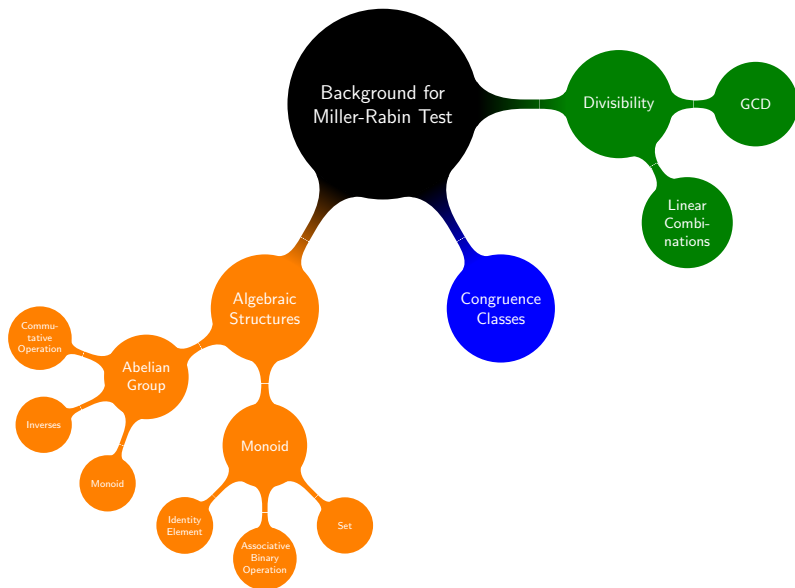 Background for
Miller-Rabin Test
Divisibility
GCD
Linear
Combi-
nations
Congruence
Classes
Algebraic
Structures
Abelian
Group
Commu-
tative
Operation
Inverses
Monoid
Monoid
Identity
Element
Associative
Binary
Operation
Set